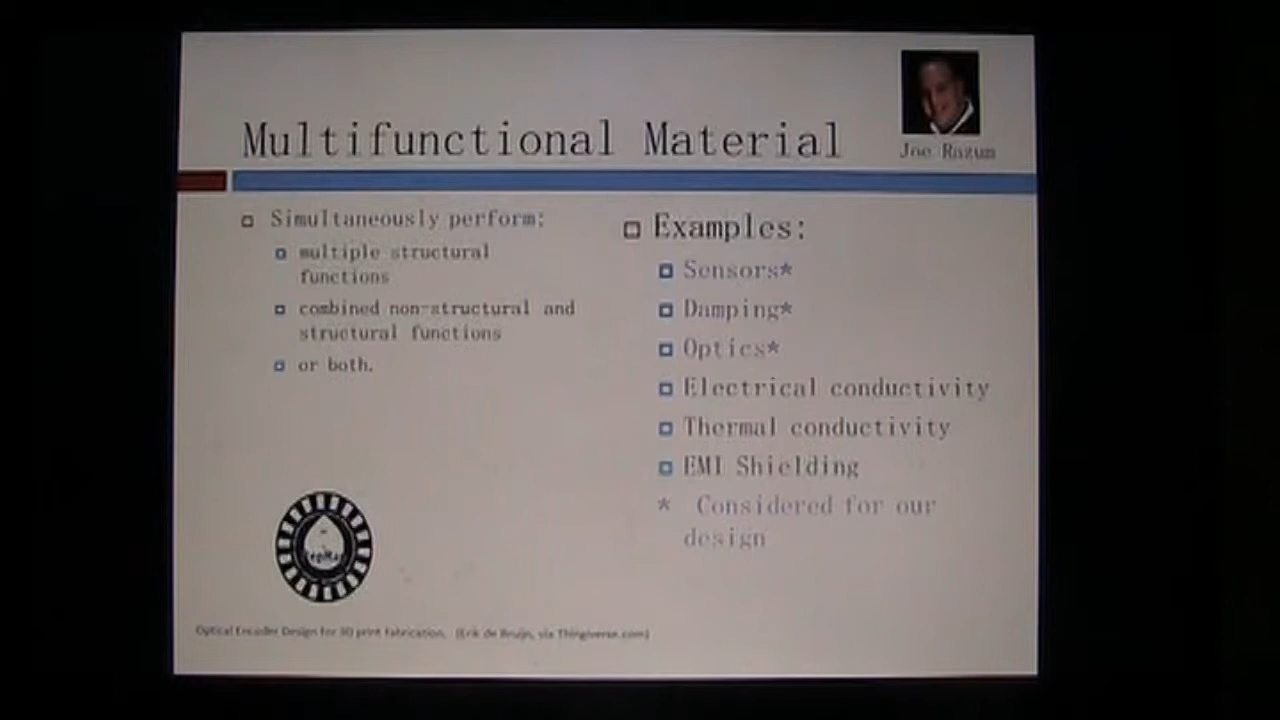 Multifunctional Material
Joe Razum
Simultaneously perform:
multiple structural
functions
combined non-structural and
structural functions
or both.
Examples:
Sensors*
Damping*
Optics*
Electrical conductivity
Thermal conductivity
EMI Shielding
* Considered for our
design
RepRap
Optical Encoder Design for 3D print fabrication. (Erik de Bruijn, via Thingiverse.com)